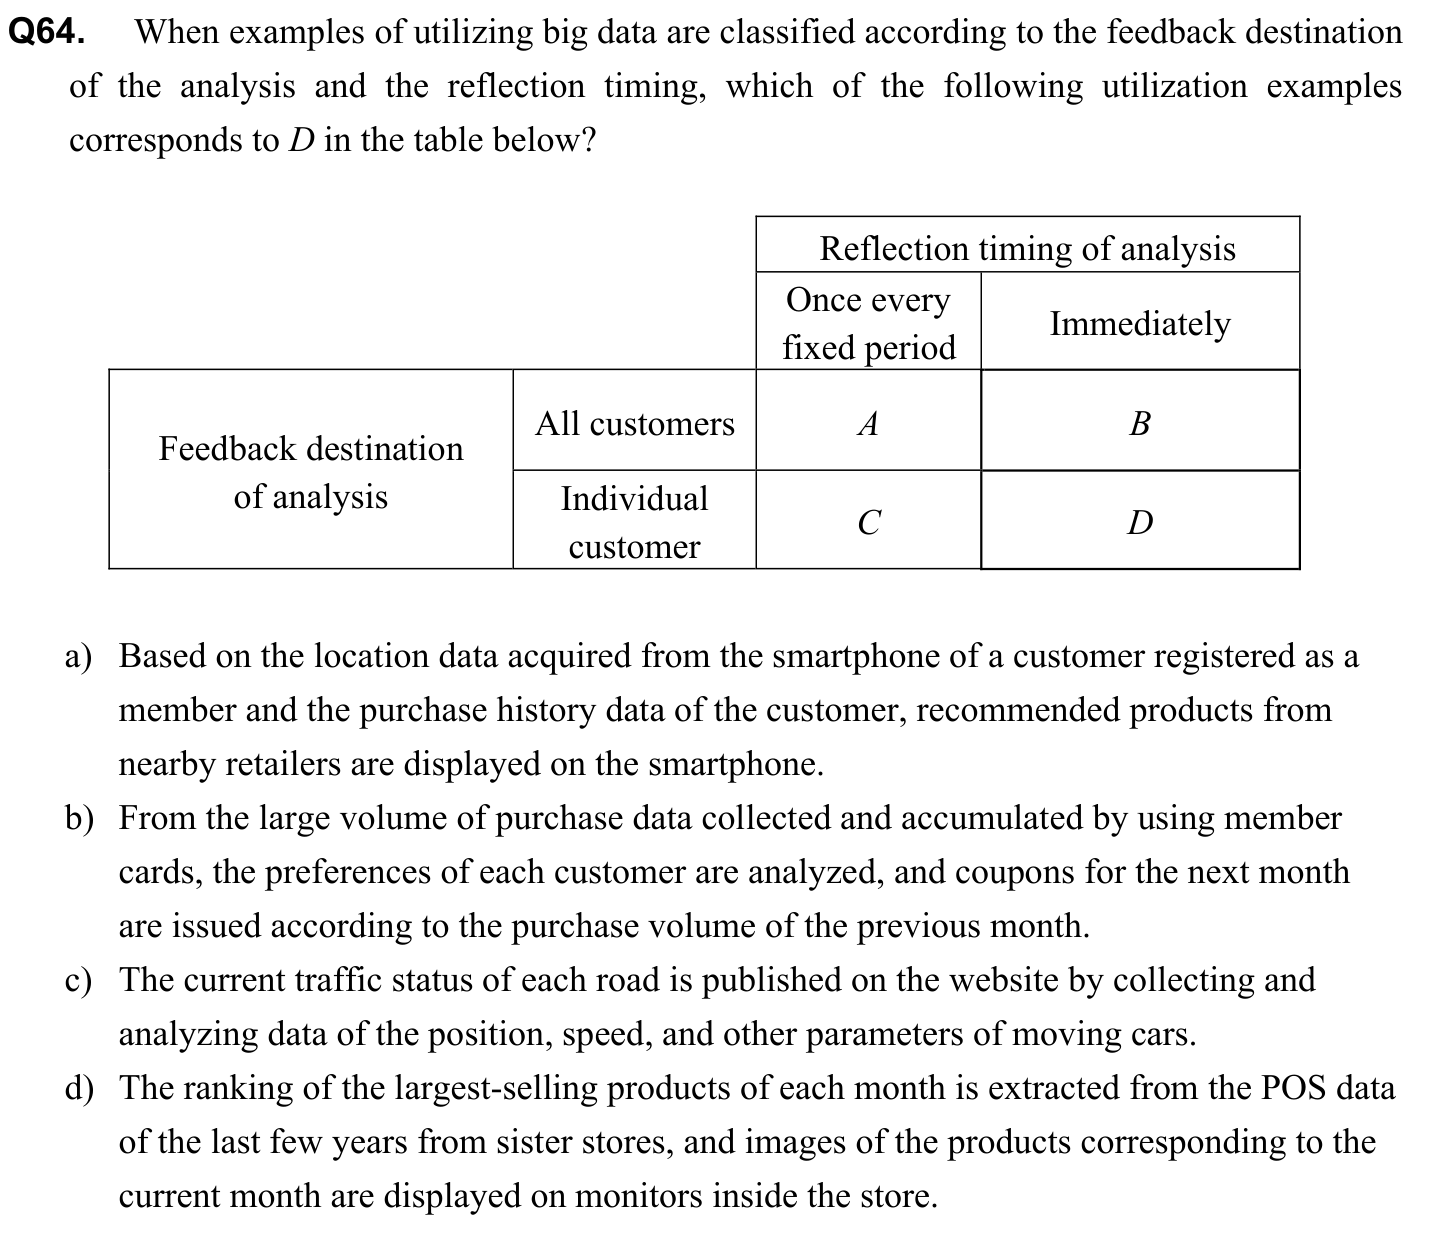 Q64. When examples of utilizing big data are classified according to the feedback destination
of the analysis and the reflection timing, which of the following utilization examples
corresponds to D in the table below?
Reflection timing of analysis
Once every
fixed period
Immediately
Feedback destination
of analysis
All customers
A
B
Individual
customer
C
D
a) Based on the location data acquired from the smartphone of a customer registered as a
member and the purchase history data of the customer, recommended products from
nearby retailers are displayed on the smartphone.
b) From the large volume of purchase data collected and accumulated by using member
cards, the preferences of each customer are analyzed, and coupons for the next month
are issued according to the purchase volume of the previous month.
c) The current traffic status of each road is published on the website by collecting and
analyzing data of the position, speed, and other parameters of moving cars.
d) The ranking of the largest-selling products of each month is extracted from the POS data
of the last few years from sister stores, and images of the products corresponding to the
current month are displayed on monitors inside the store.